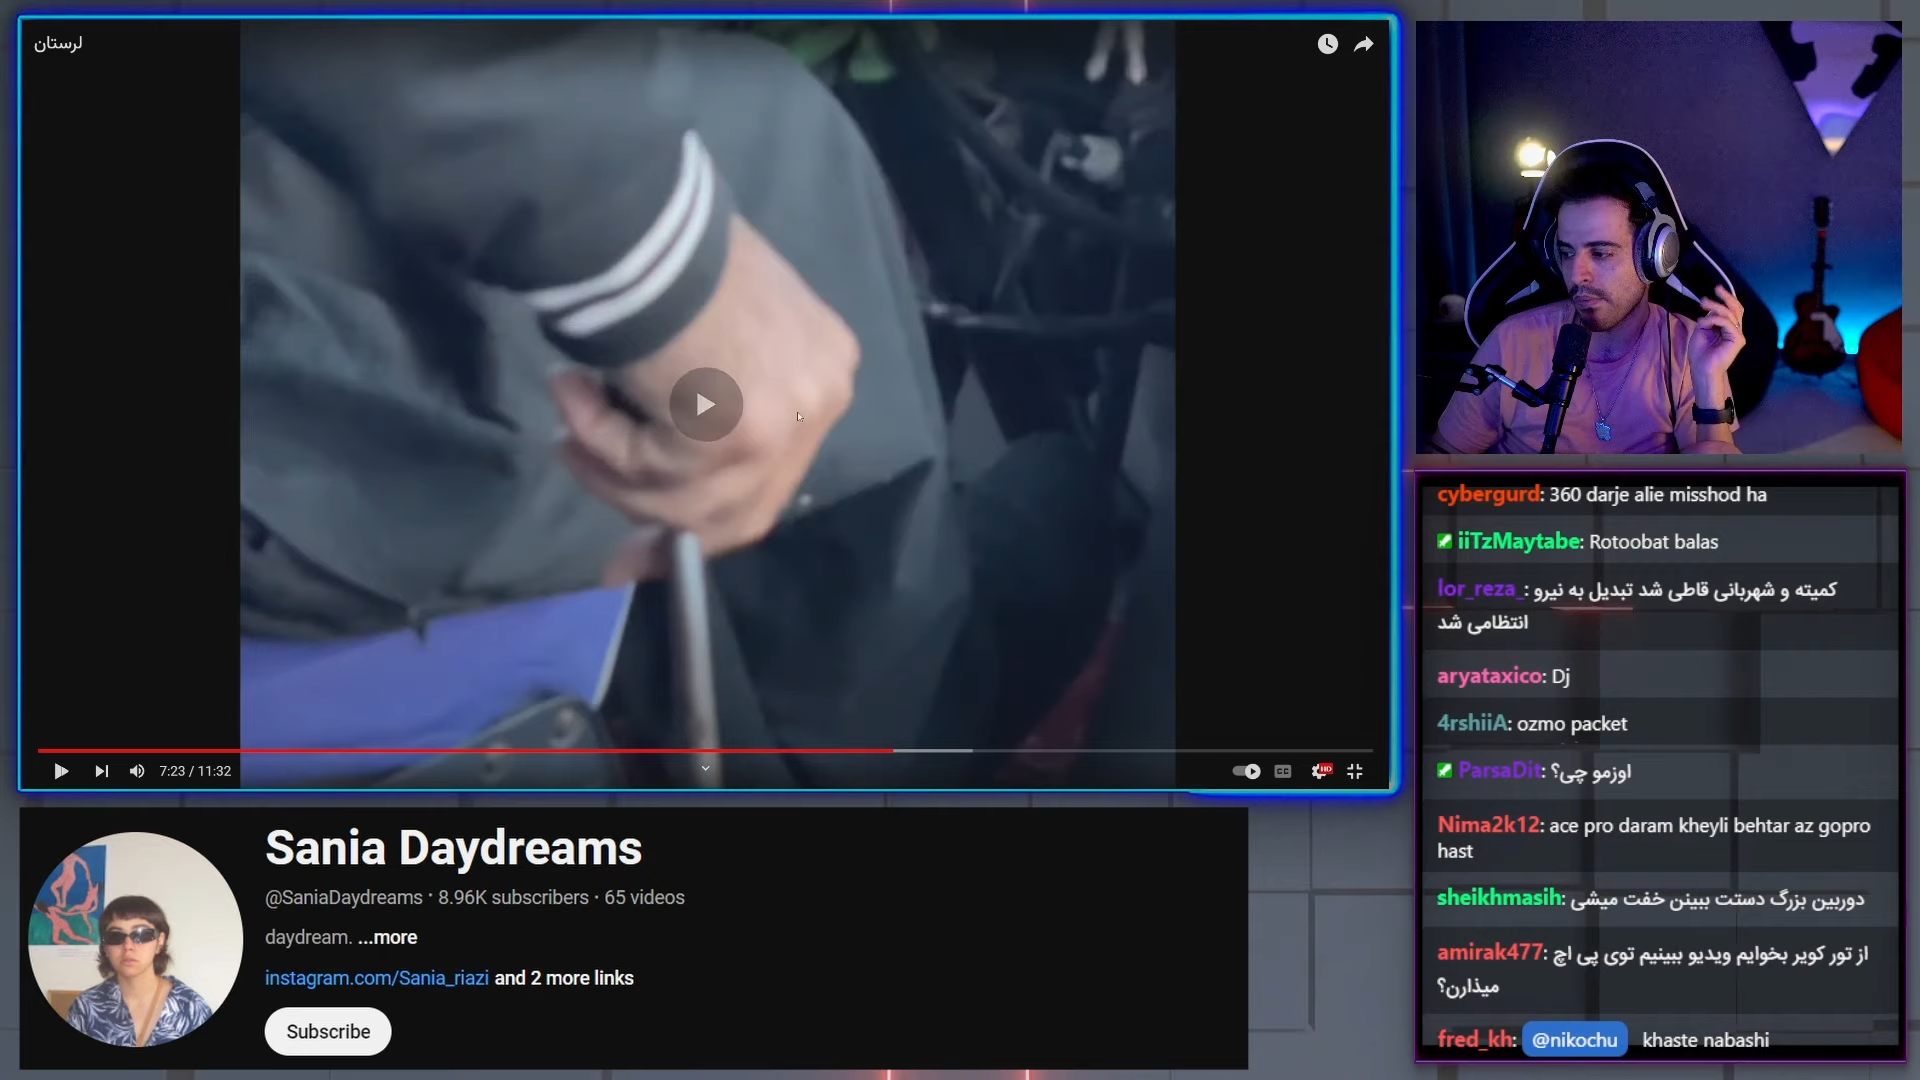 لرستان
7:23 / 11:32
CC
HD
Sania Daydreams
@SaniaDaydreams · 8.96K subscribers · 65 videos
daydream. ...more
instagram.com/Sania_riazi and 2 more links
Subscribe
cybergurd: 360 darje alie misshod ha
iiTzMaytabe: Rotoobat balas
lor_reza_: کمیته و شهربانی قاطی شد تبدیل به نیرو
انتظامی شد
aryataxico: Dj
4rshiiA: ozmo packet
ParsaDit: اوزمو چی؟
Nima2k12: ace pro daram kheyli behtar az gopro
hast
sheikhmasih: دوربین بزرگ دستت ببینن خفت میشی
amirak477: از تور کویر بخوایم ویدیو ببینیم توی پی اچ
میذارن؟
fred_kh: @nikochu khaste nabashi